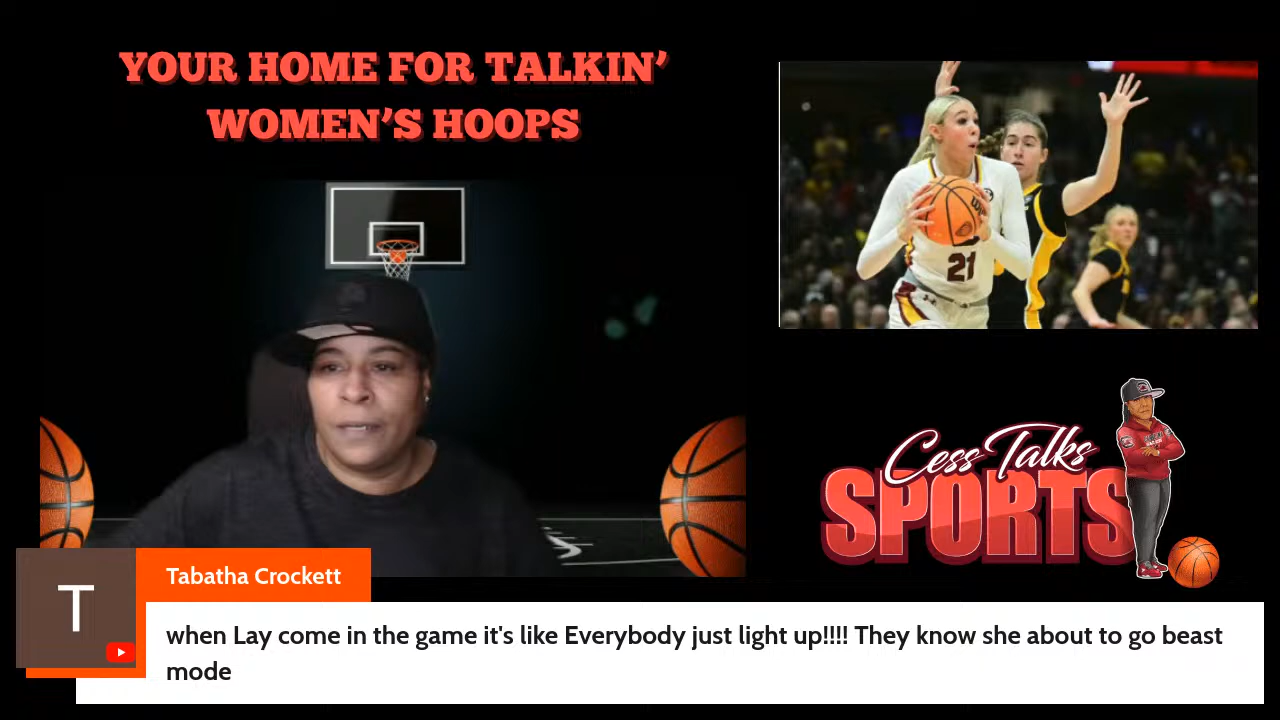 YOUR HOME FOR TALKIN’
WOMEN’S HOOPS
21
Cess Talks
SPORTS
T
Tabatha Crockett
when Lay come in the game it's like Everybody just light up!!!! They know she about to go beast
mode